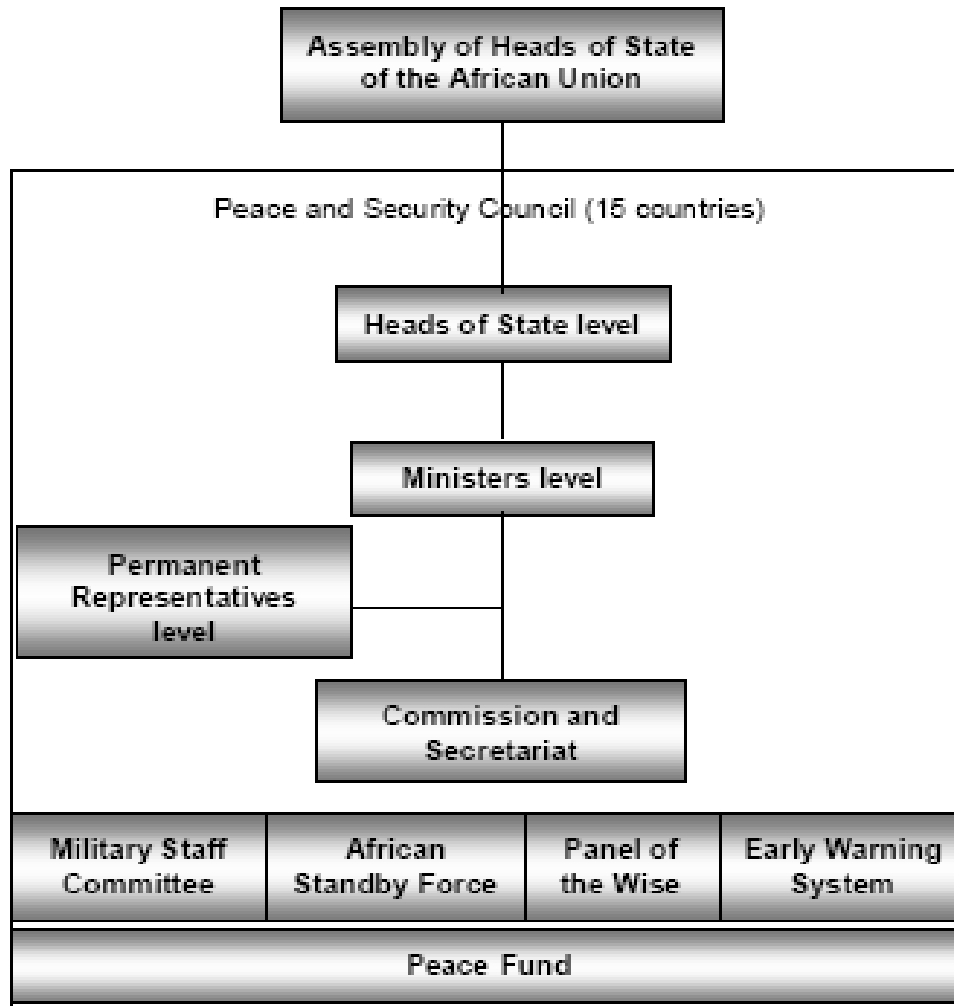 Assembly of Heads of State
of the African Union
Peace and Security Council (15 countries)
Heads of State level
Ministers level
Permanent
Representatives
level
Commission and
Secretariat
Military Staff
Committee
African
Standby Force
Panel of
the Wise
Early Warning
System
Peace Fund